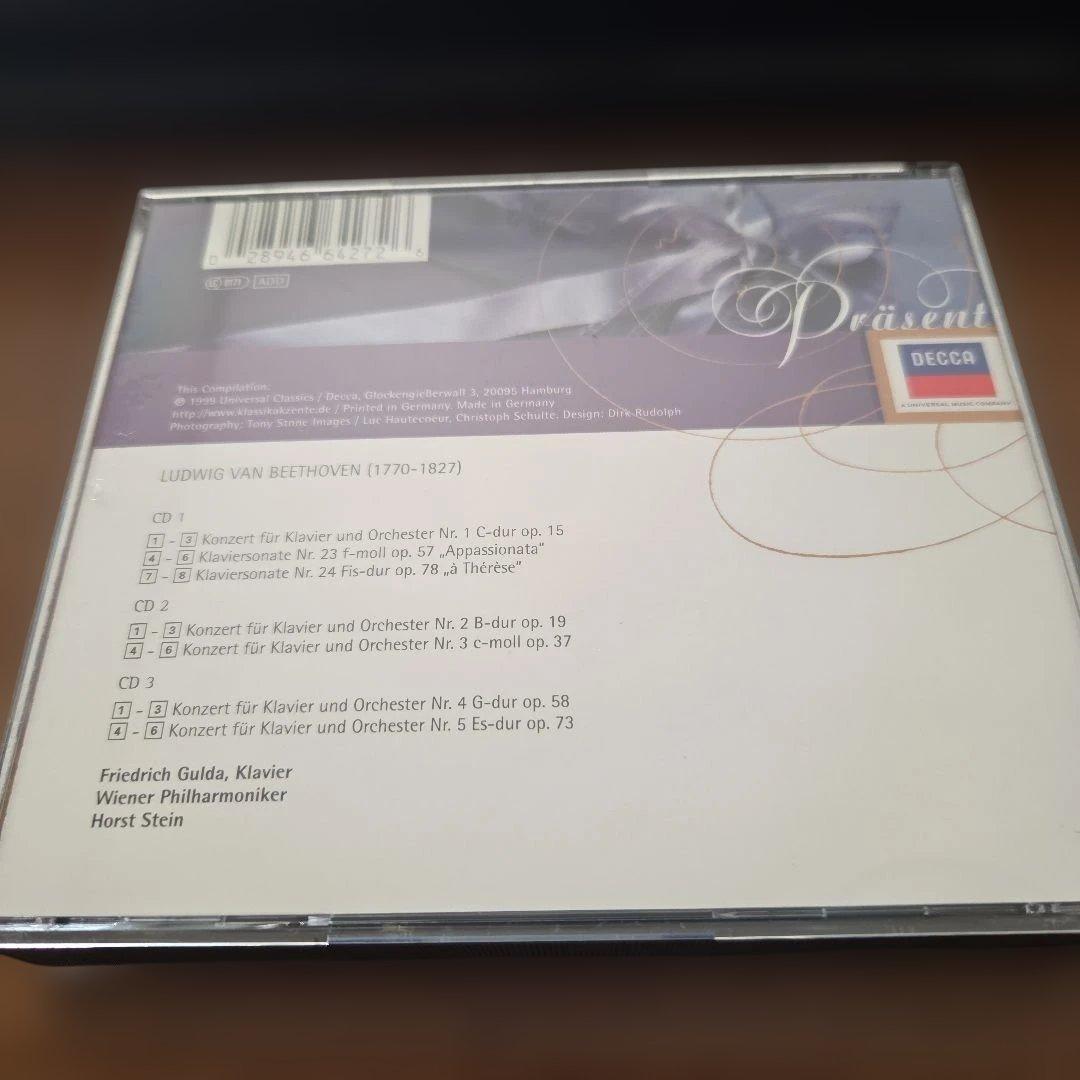 0 28946 64272 6
LC 0171 ADD
Präsent
DECCA
A UNIVERSAL MUSIC COMPANY
This Compilation:
℗ 1999 Universal Classics / Decca, Glockengießerwall 3, 20095 Hamburg
http://www.klassikakzente.de / Printed in Germany. Made in Germany
Photography: Tony Stone Images / Luc Hautecoeur, Christoph Schulte. Design: Dirk Rudolph
LUDWIG VAN BEETHOVEN (1770-1827)
CD 1
1 - 3 Konzert für Klavier und Orchester Nr. 1 C-dur op. 15
4 - 6 Klaviersonate Nr. 23 f-moll op. 57 „Appassionata"
7 - 8 Klaviersonate Nr. 24 Fis-dur op. 78 „à Thérèse"
CD 2
1 - 3 Konzert für Klavier und Orchester Nr. 2 B-dur op. 19
4 - 6 Konzert für Klavier und Orchester Nr. 3 c-moll op. 37
CD 3
1 - 3 Konzert für Klavier und Orchester Nr. 4 G-dur op. 58
4 - 6 Konzert für Klavier und Orchester Nr. 5 Es-dur op. 73
Friedrich Gulda, Klavier
Wiener Philharmoniker
Horst Stein